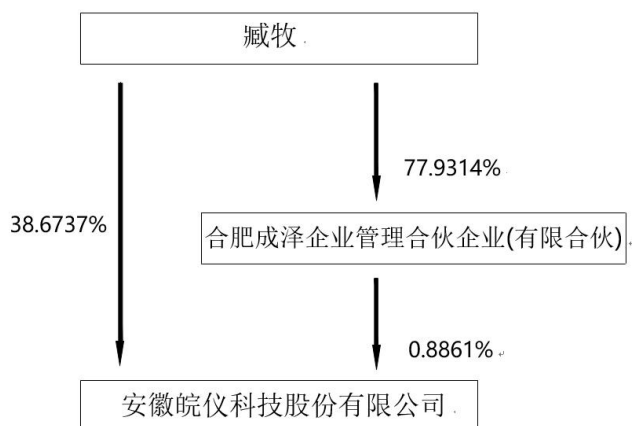 臧牧
77.9314%
38.6737%
合肥成泽企业管理合伙企业(有限合伙)
0.8861%
安徽皖仪科技股份有限公司